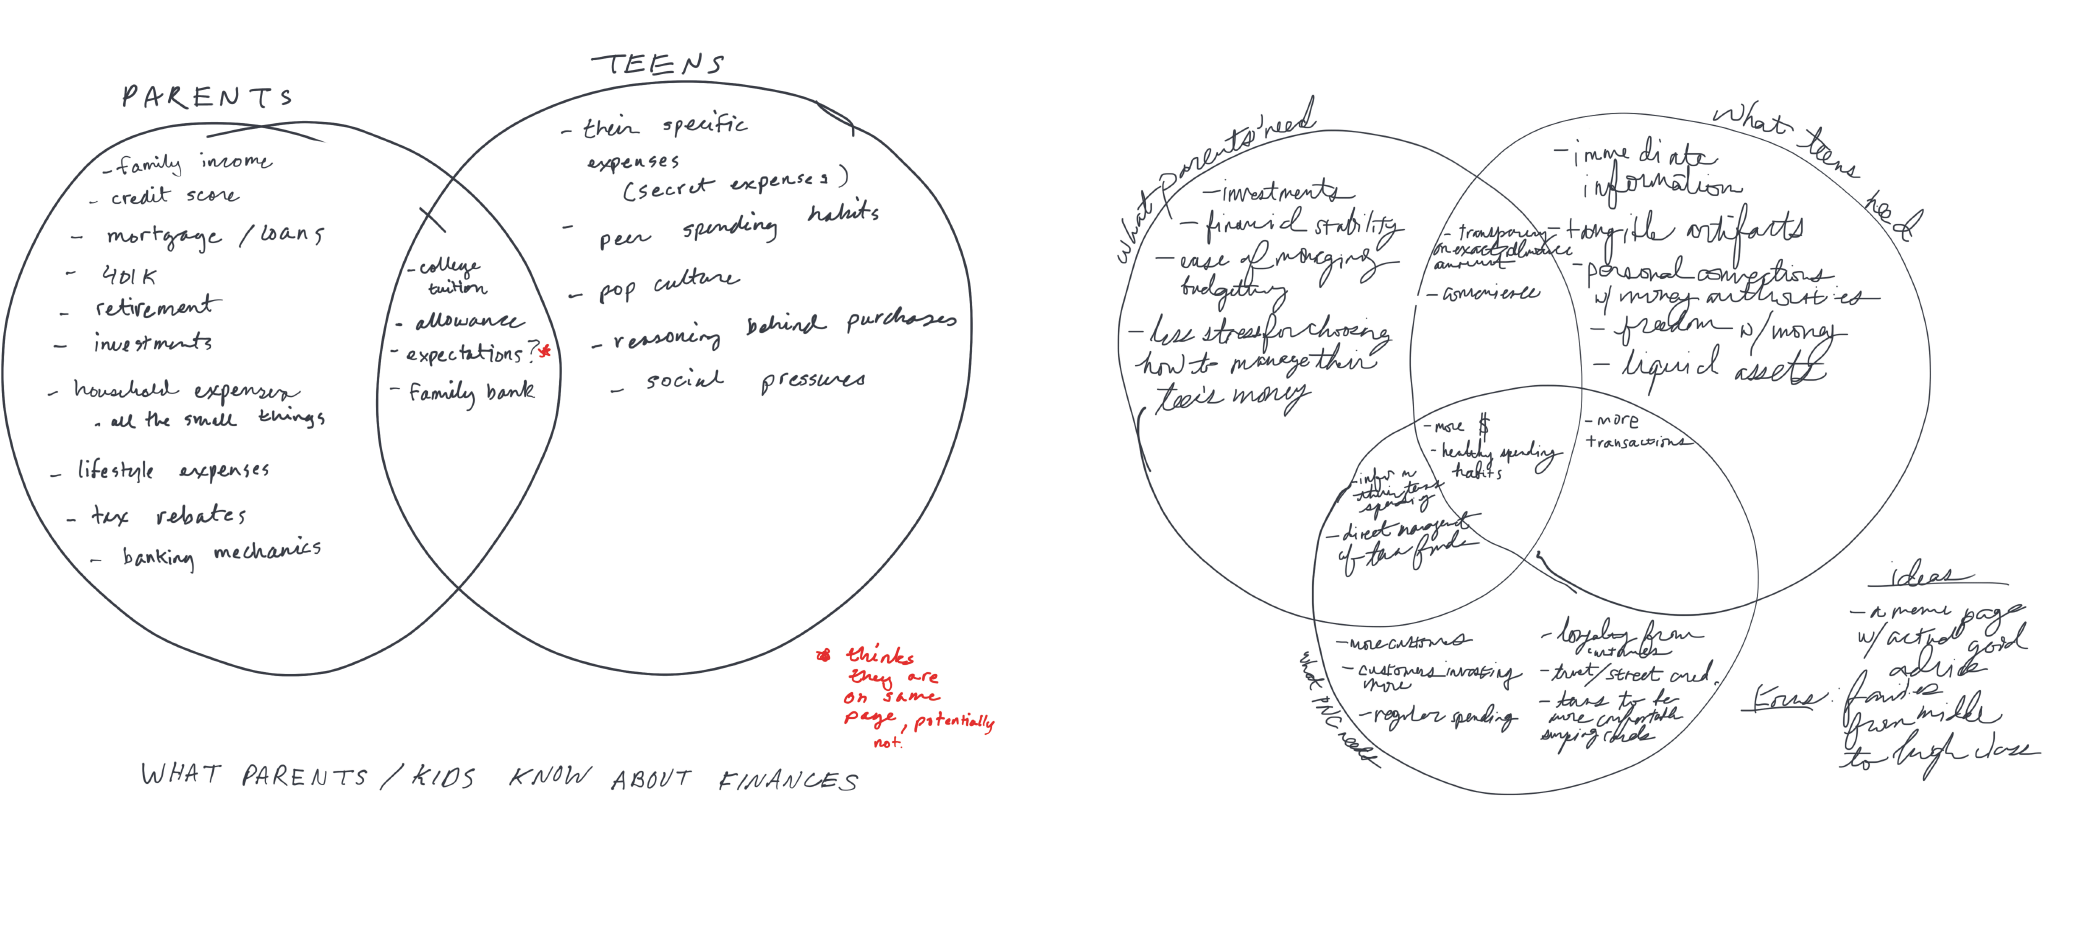 PARENTS
- family income
- credit score
- mortgage / loans
- 401K
- retirement
- investments
- household expenses
- all the small things
- lifestyle expenses
- tax rebates
- banking mechanics
- college
tuition
- allowance
- expectations?*
- Family bank
TEENS
- their specific
expenses
(secret expenses)
- peer spending habits
- pop culture
- reasoning behind purchases
- social pressures
* thinks
they are
on same
page, potentially
not.
WHAT PARENTS / KIDS KNOW ABOUT FINANCES
What parents' need
- investments
- financial stability
- ease of managing
budgetting
- less stress for choosing
how to manage their
money
- transparency
on exact
amount
- convenience
What teens need
- immediate
information
- tangible artifacts
- personal connections
w/ money authorities
- freedom w/ money
- liquid assets
- more $
- healthy spending
habits
- more
transactions
- info on
their teens
spending
- direct
of teen funds
What PNC needs
- more customers
- customers investing
more
- regular spending
- loyalty from
customers
- trust/street cred.
- teens to be
more comfortable
swiping cards
ideas
- a meme page
w/ actual good
advice
Focus: families
from middle
to high class